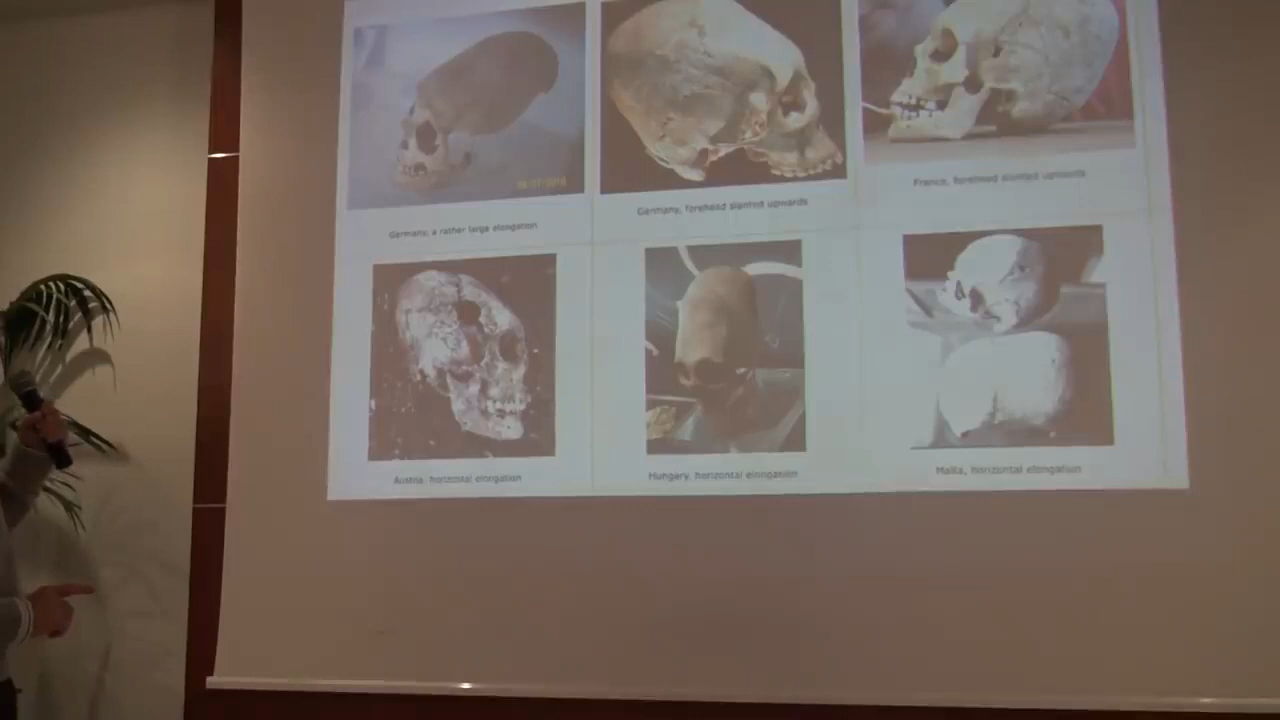 Germany, a rather large elongation
Germany, forehead slanted upwards
France, forehead slanted upwards
Austria, horizontal elongation
Hungary, horizontal elongation
Malta, horizontal elongation